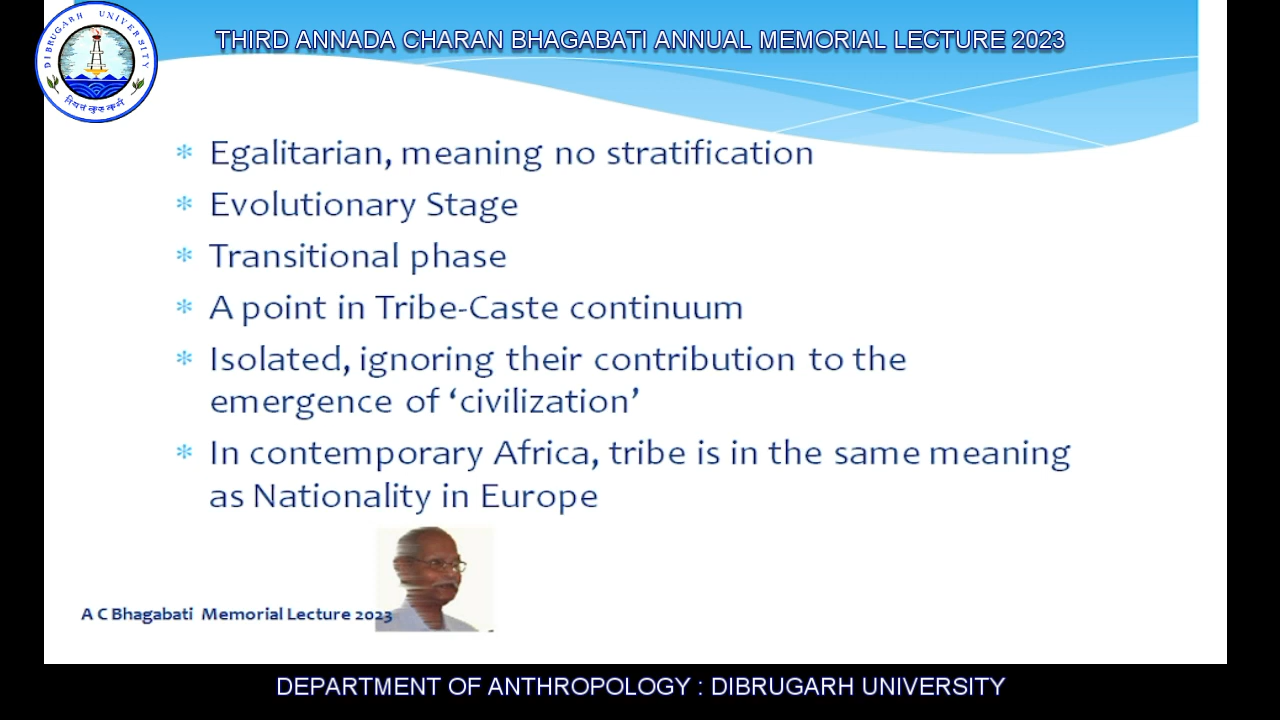 DIBRUGARH UNIVERSITY
THIRD ANNADA CHARAN BHAGABATI ANNUAL MEMORIAL LECTURE 2023
* Egalitarian, meaning no stratification
* Evolutionary Stage
* Transitional phase
* A point in Tribe-Caste continuum
* Isolated, ignoring their contribution to the
emergence of ‘civilization’
* In contemporary Africa, tribe is in the same meaning
as Nationality in Europe
A C Bhagabati Memorial Lecture 2023
DEPARTMENT OF ANTHROPOLOGY : DIBRUGARH UNIVERSITY